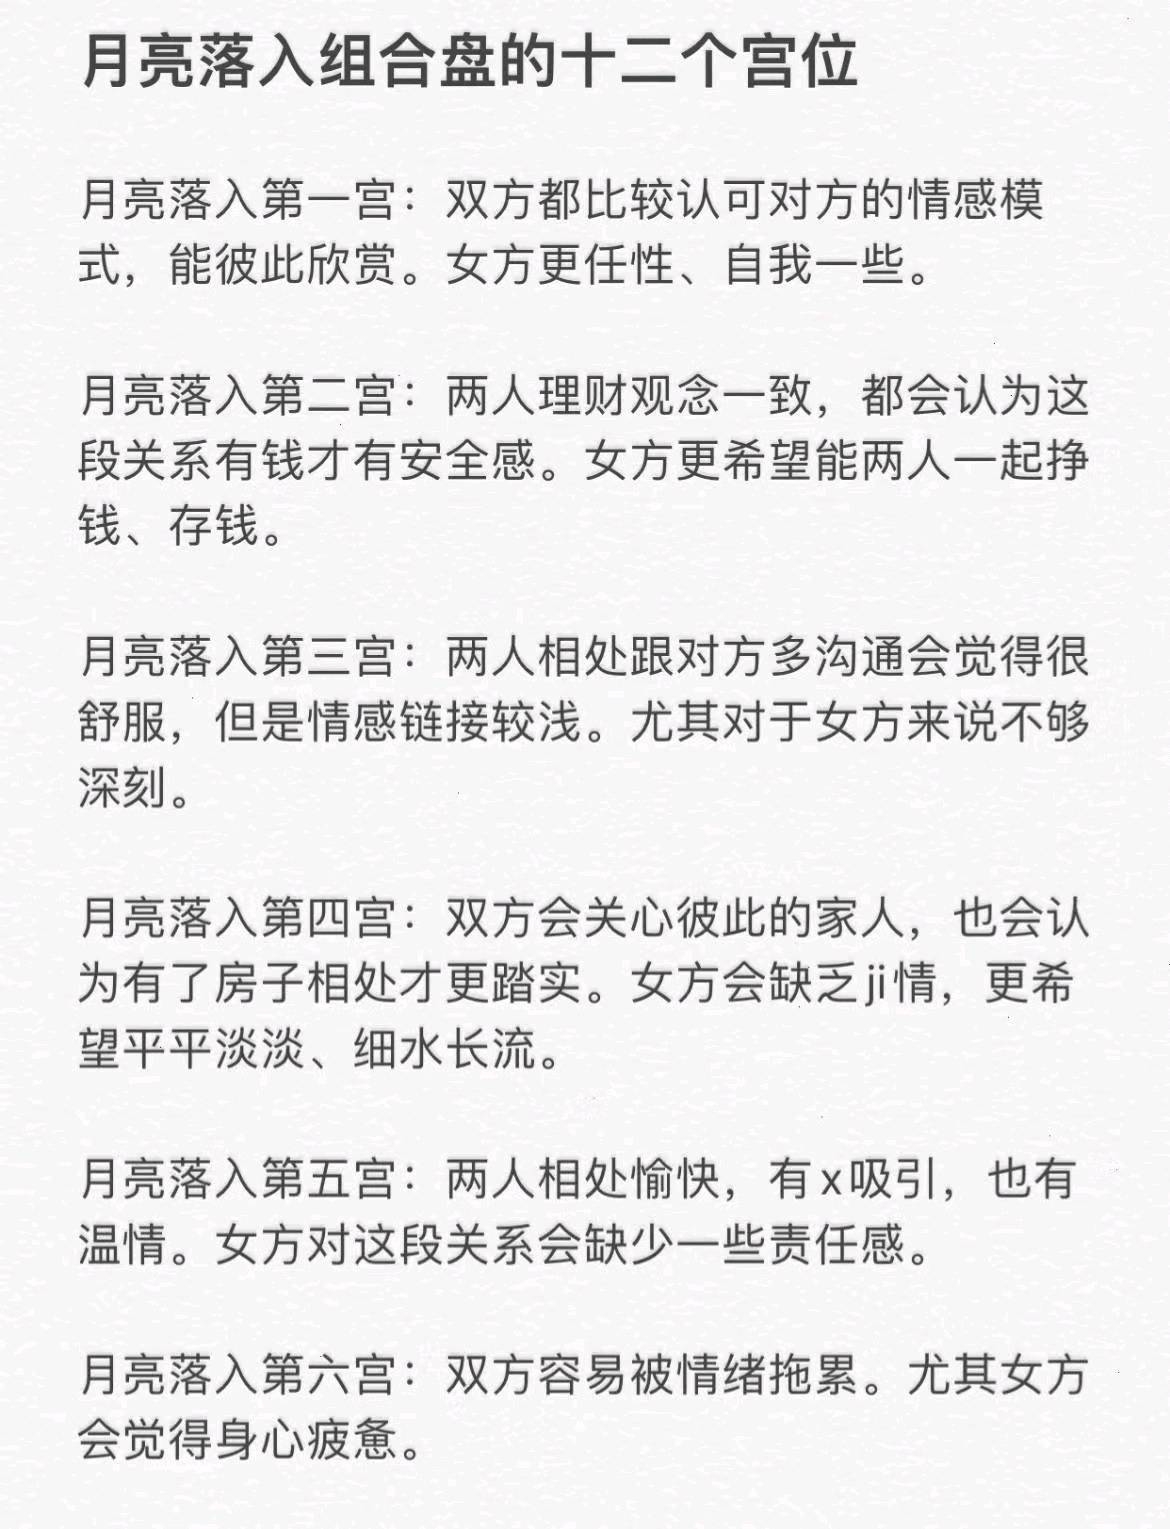 月亮落入组合盘的十二个宫位
月亮落入第一宫：双方都比较认可对方的情感模
式，能彼此欣赏。女方更任性、自我一些。
月亮落入第二宫：两人理财观念一致，都会认为这
段关系有钱才有安全感。女方更希望能两人一起挣
钱、存钱。
月亮落入第三宫：两人相处跟对方多沟通会觉得很
舒服，但是情感链接较浅。尤其对于女方来说不够
深刻。
月亮落入第四宫：双方会关心彼此的家人，也会认
为有了房子相处才更踏实。女方会缺乏ji情，更希
望平平淡淡、细水长流。
月亮落入第五宫：两人相处愉快，有x吸引，也有
温情。女方对这段关系会缺少一些责任感。
月亮落入第六宫：双方容易被情绪拖累。尤其女方
会觉得身心疲惫。